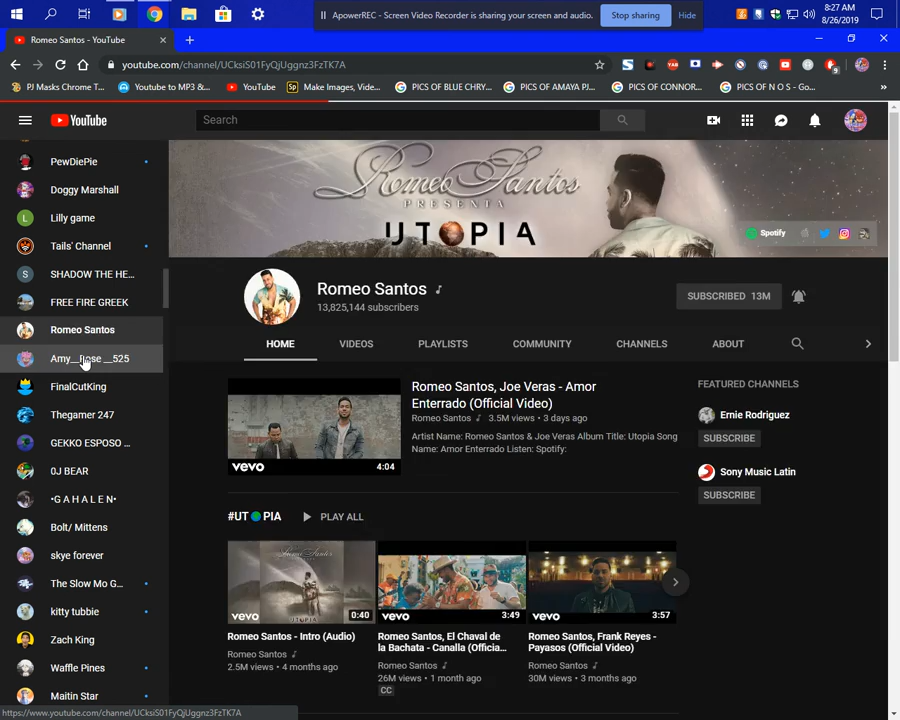 ApowerREC - Screen Video Recorder is sharing your screen and audio.
Stop sharing
Hide
8:27 AM
8/26/2019
Romeo Santos - YouTube
youtube.com/channel/UCksiS01FyQjUggnz3FzTK7A
PJ Masks Chrome T...
Youtube to MP3 &...
YouTube
Make Images, Vide...
PICS OF BLUE CHRY...
PICS OF AMAYA PJ...
PICS OF CONNOR...
PICS OF N O S - Go...
YouTube
Search
PewDiePie
Doggy Marshall
Lilly game
Tails' Channel
SHADOW THE HE...
FREE FIRE GREEK
Romeo Santos
Amy__Rose __525
FinalCutKing
Thegamer 247
GEKKO ESPOSO ...
0J BEAR
•G A H A L E N•
Bolt/ Mittens
skye forever
The Slow Mo G...
kitty tubbie
Zach King
Waffle Pines
Maitin Star
Romeo Santos
PRESENTA
UTOPIA
Spotify
Romeo Santos
13,825,144 subscribers
SUBSCRIBED 13M
HOME
VIDEOS
PLAYLISTS
COMMUNITY
CHANNELS
ABOUT
Romeo Santos, Joe Veras - Amor
Enterrado (Official Video)
Romeo Santos
3.5M views • 3 days ago
Artist Name: Romeo Santos & Joe Veras Album Title: Utopia Song
Name: Amor Enterrado Listen: Spotify:
vevo
4:04
FEATURED CHANNELS
Ernie Rodriguez
SUBSCRIBE
Sony Music Latin
SUBSCRIBE
#UT PIA
PLAY ALL
vevo
0:40
vevo
3:49
vevo
3:57
Romeo Santos - Intro (Audio)
Romeo Santos
2.5M views • 4 months ago
Romeo Santos, El Chaval de
la Bachata - Canalla (Officia...
Romeo Santos
26M views • 1 month ago
CC
Romeo Santos, Frank Reyes -
Payasos (Official Video)
Romeo Santos
30M views • 3 months ago
https://www.youtube.com/channel/UCksiS01FyQjUggnz3FzTK7A